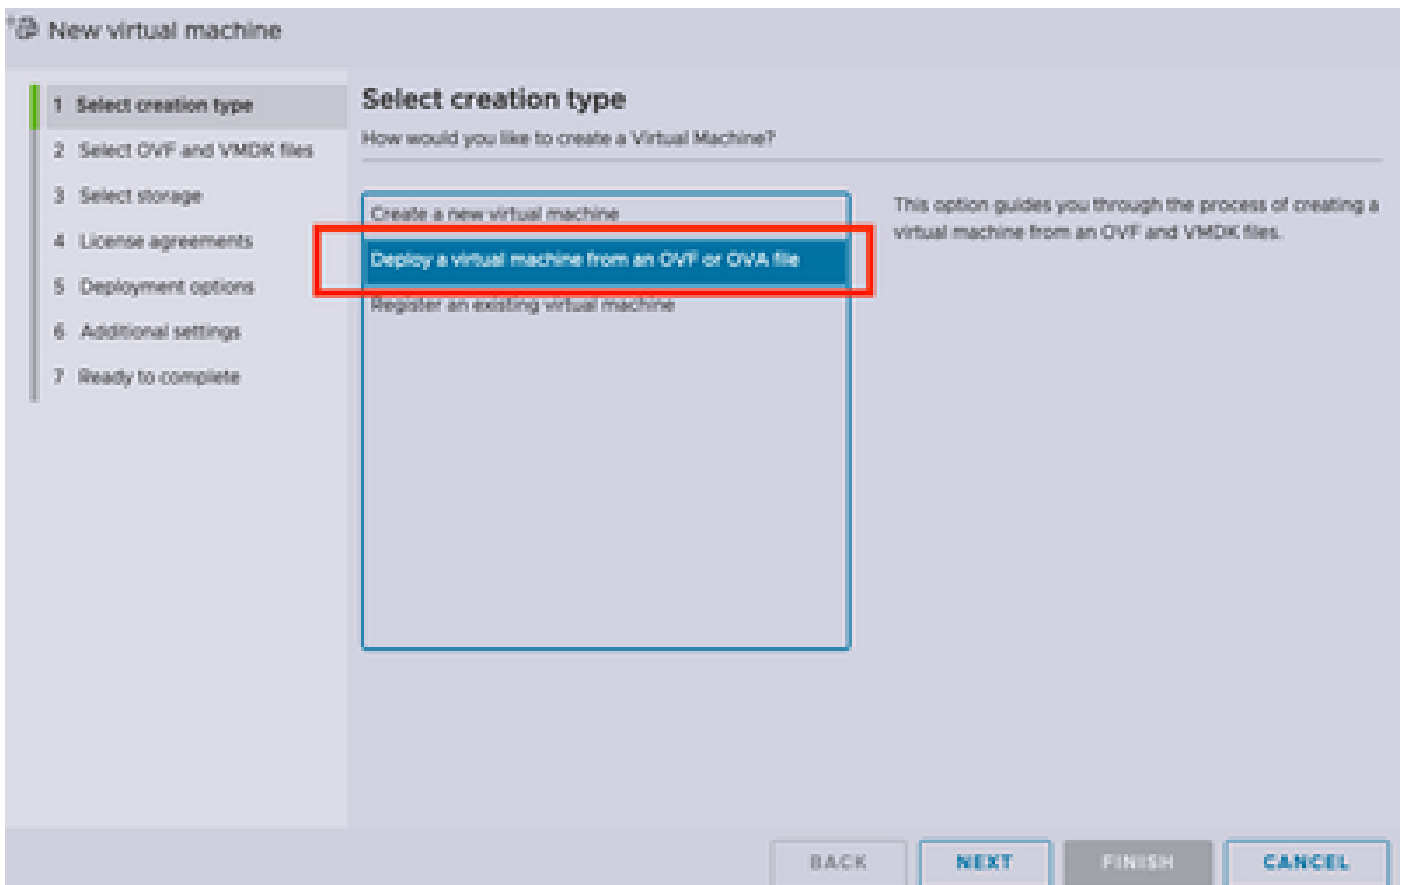 New virtual machine
1 Select creation type
2 Select OVF and VMDK files
3 Select storage
4 License agreements
5 Deployment options
6 Additional settings
7 Ready to complete
Select creation type
How would you like to create a Virtual Machine?
Create a new virtual machine
Deploy a virtual machine from an OVF or OVA file
Register an existing virtual machine
This option guides you through the process of creating a
virtual machine from an OVF and VMDK files.
BACK
NEXT
FINISH
CANCEL